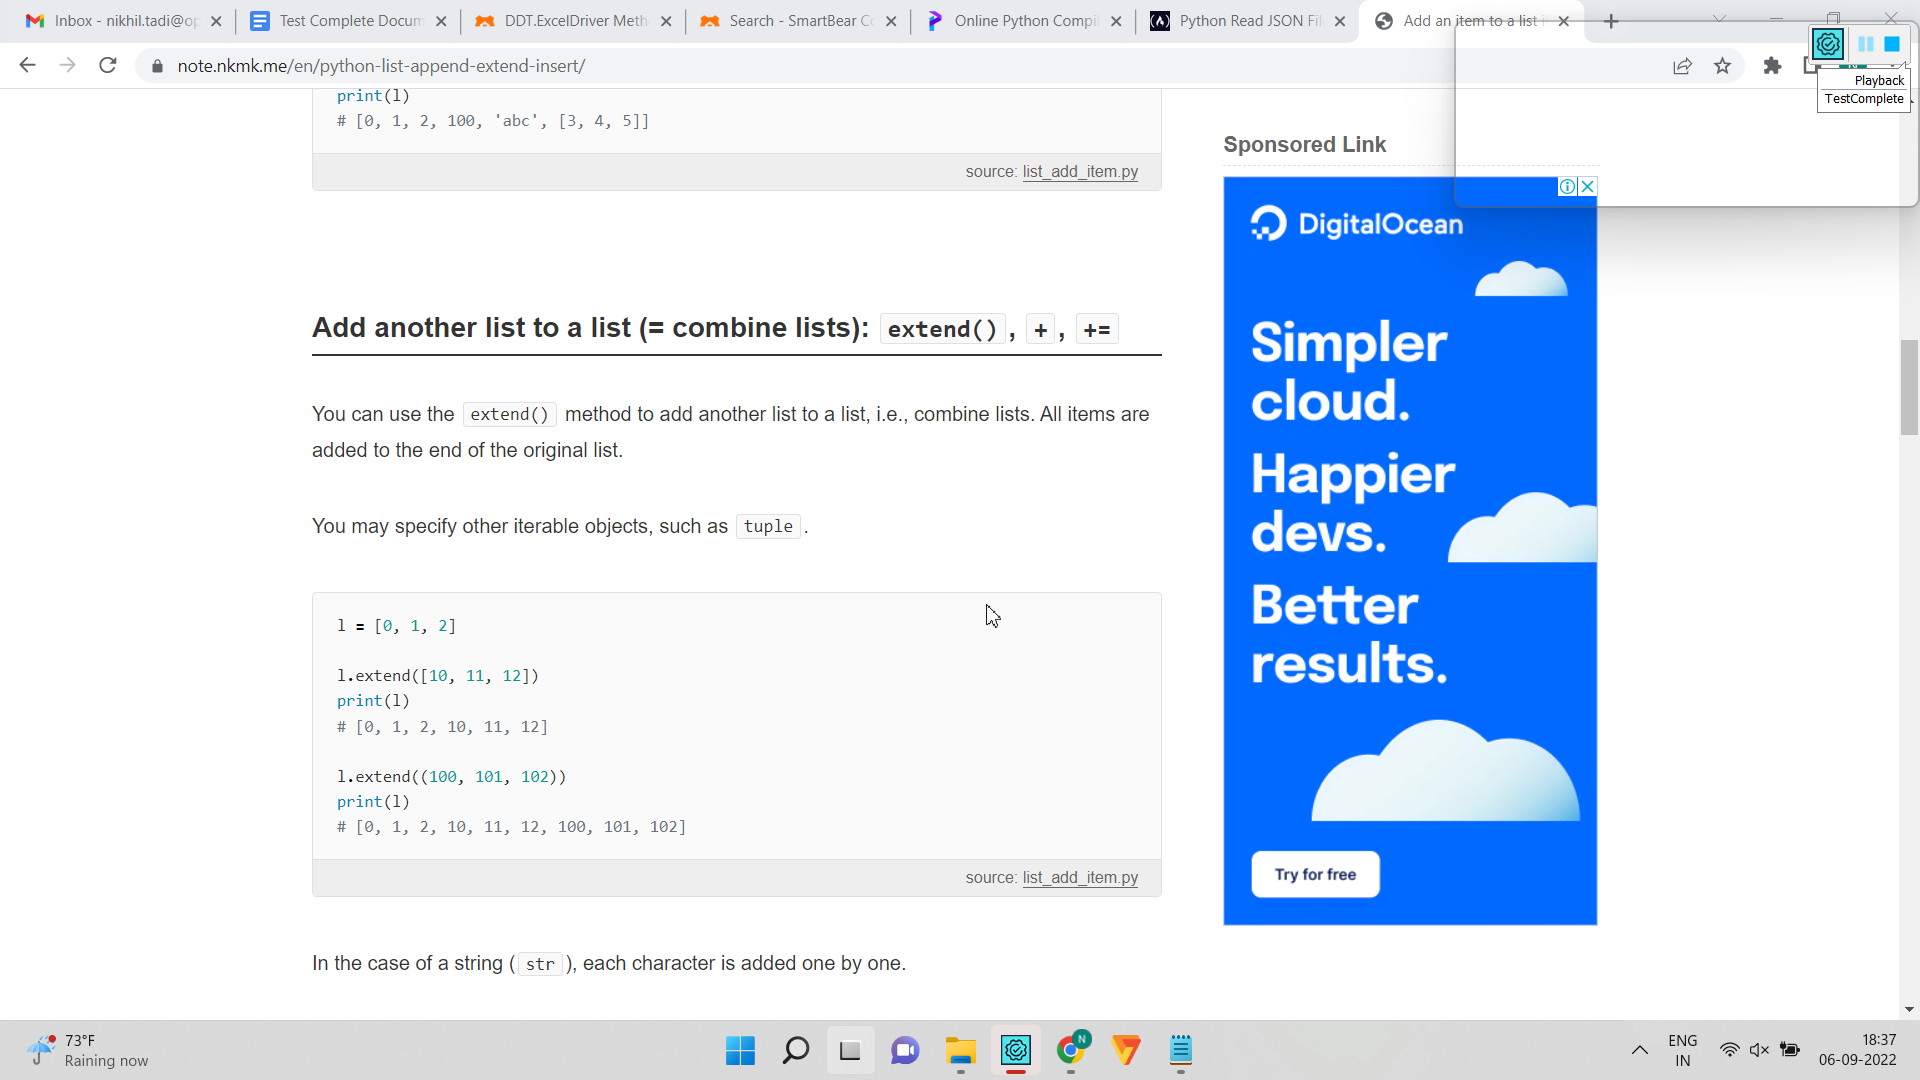 Inbox - nikhil.tadi@op
Test Complete Docum
DDT.ExcelDriver Meth
Search - SmartBear Co
Online Python Compil
Python Read JSON Fil
Add an item to a list i
note.nkmk.me/en/python-list-append-extend-insert/
Playback
TestComplete
print(l)
# [0, 1, 2, 100, 'abc', [3, 4, 5]]
source: list_add_item.py
Sponsored Link
DigitalOcean
Simpler
cloud.
Happier
devs.
Better
results.
Try for free
Add another list to a list (= combine lists): extend(), +, +=
You can use the extend() method to add another list to a list, i.e., combine lists. All items are
added to the end of the original list.
You may specify other iterable objects, such as tuple.
l = [0, 1, 2]
l.extend([10, 11, 12])
print(l)
# [0, 1, 2, 10, 11, 12]
l.extend((100, 101, 102))
print(l)
# [0, 1, 2, 10, 11, 12, 100, 101, 102]
source: list_add_item.py
In the case of a string (str), each character is added one by one.
73°F
Raining now
N
ENG
IN
18:37
06-09-2022